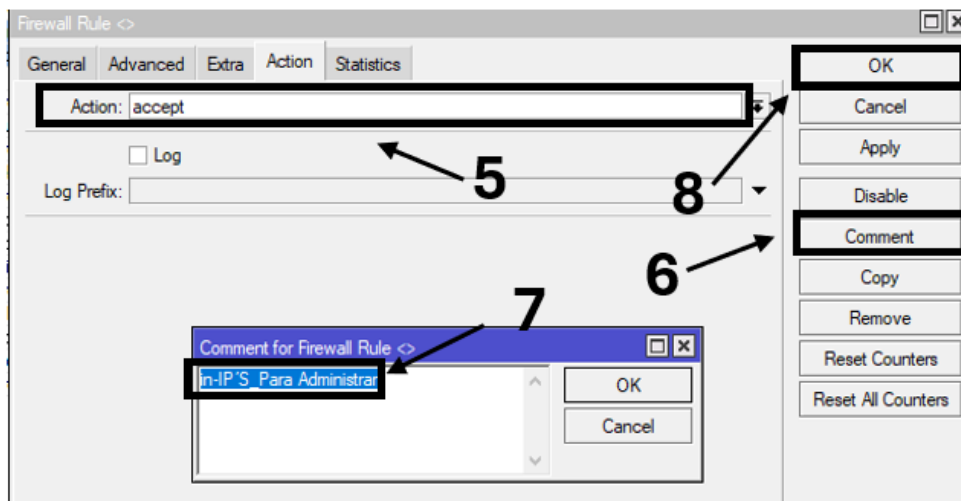 Firewall Rule <>
General Advanced Extra Action Statistics
Action: accept
Log
Log Prefix:
5
8
6
7
OK
Cancel
Apply
Disable
Comment
Copy
Remove
Reset Counters
Reset All Counters
Comment for Firewall Rule <>
in-IP´S_Para Administrar
OK
Cancel